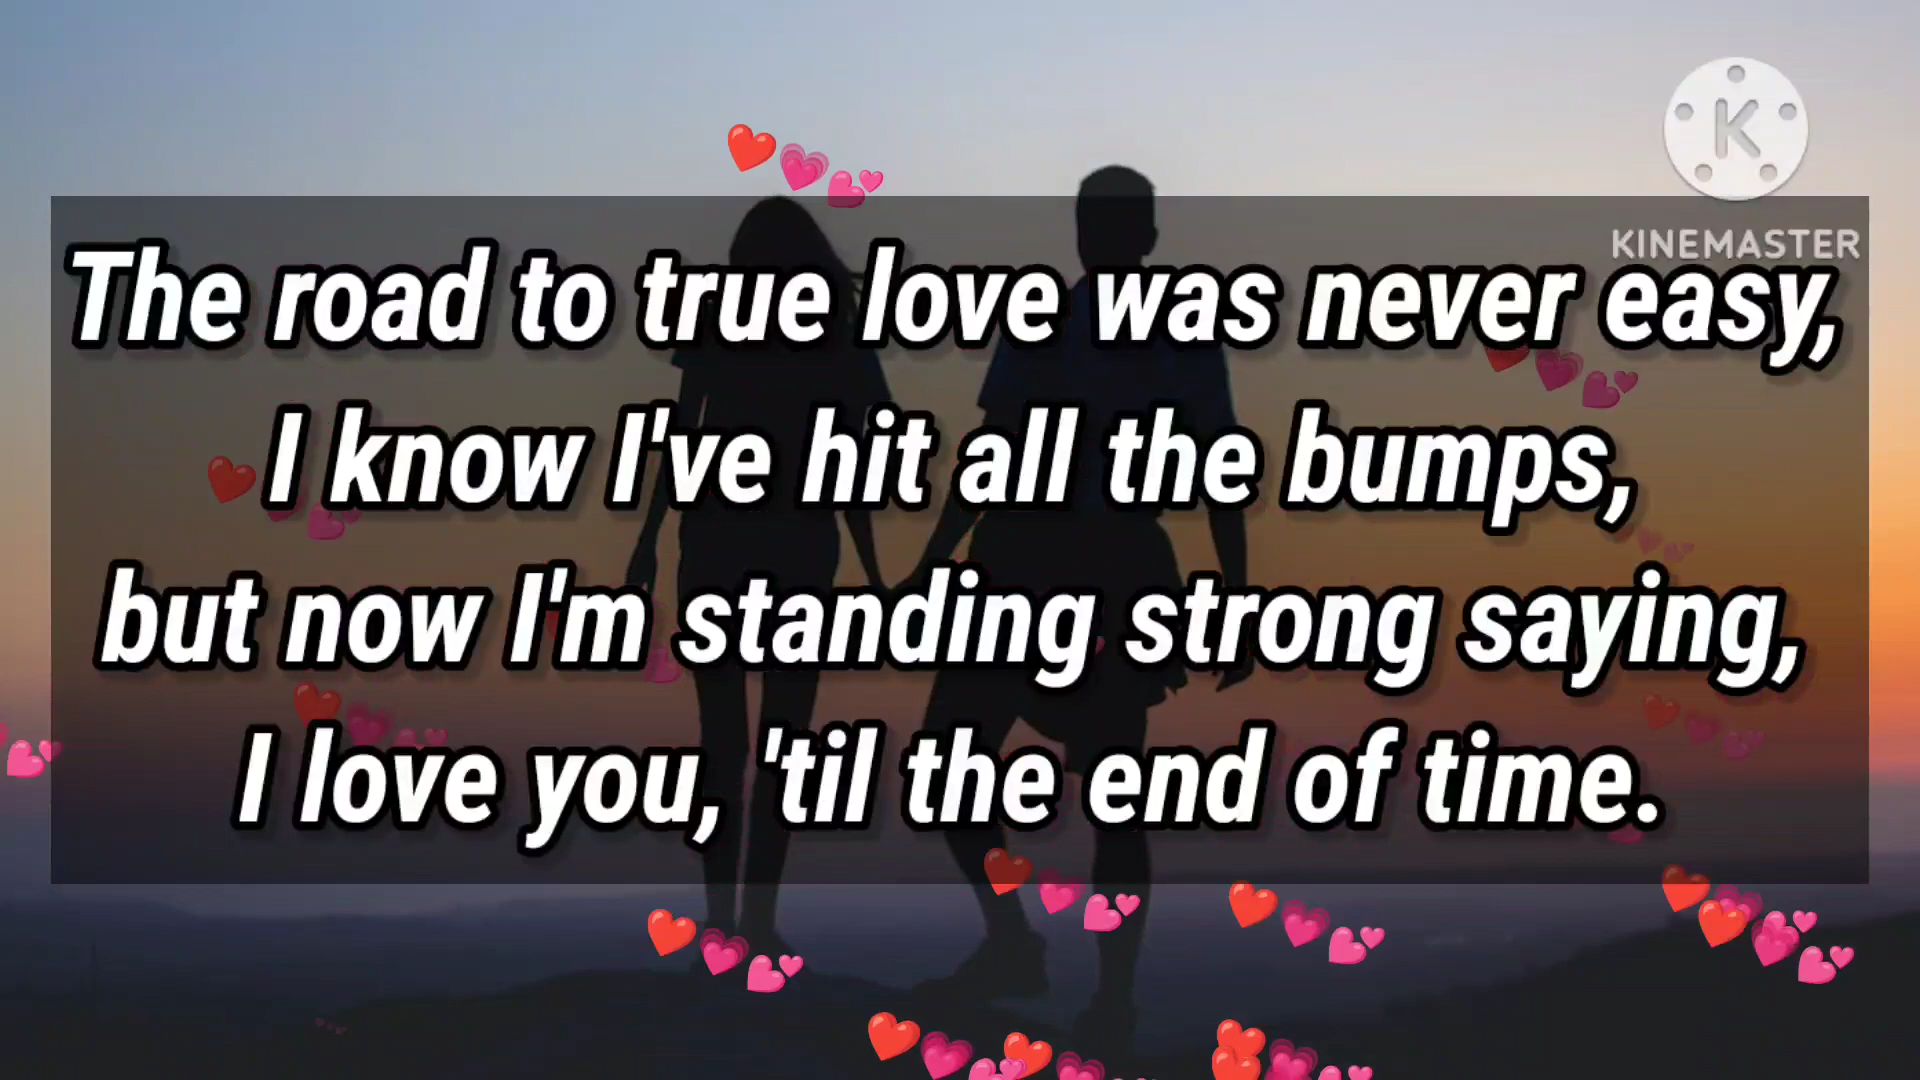 K
KINEMASTER
The road to true love was never easy,
I know I've hit all the bumps,
but now I'm standing strong saying,
I love you, 'til the end of time.